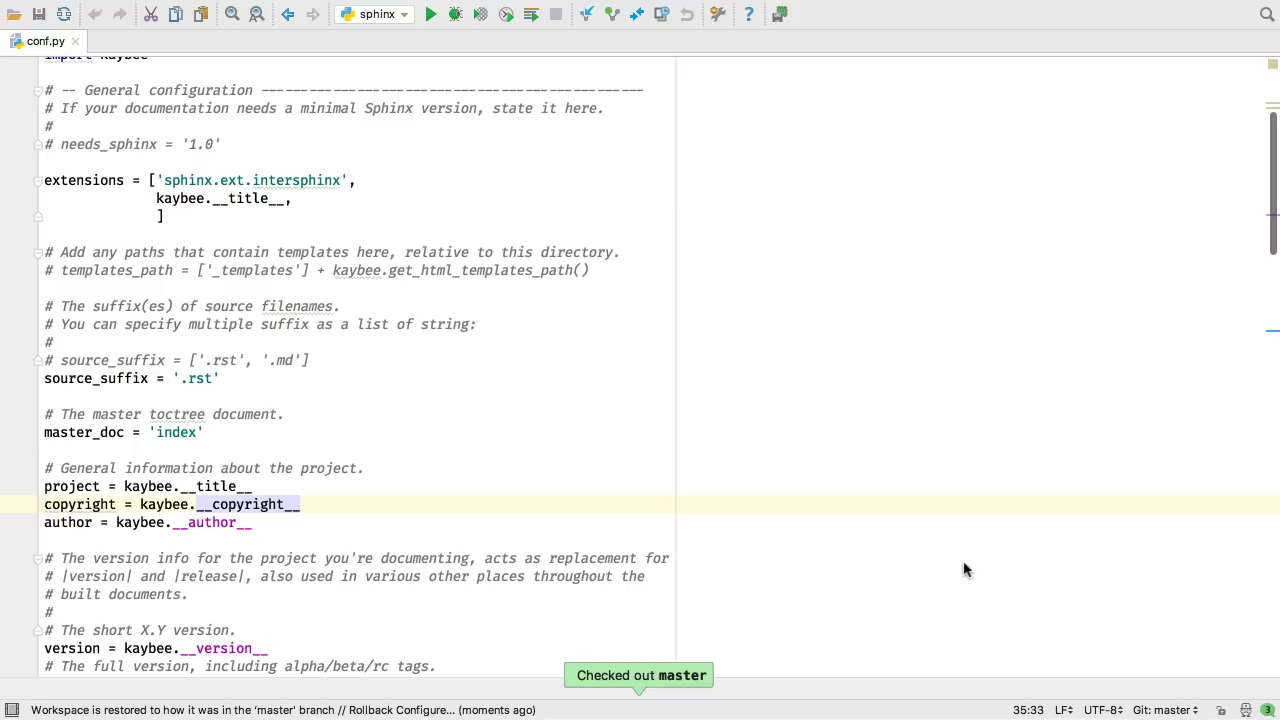 sphinx
conf.py
import kaybee
# -- General configuration ------------------------------------------------
# If your documentation needs a minimal Sphinx version, state it here.
#
# needs_sphinx = '1.0'
extensions = ['sphinx.ext.intersphinx',
kaybee.__title__,
]
# Add any paths that contain templates here, relative to this directory.
# templates_path = ['_templates'] + kaybee.get_html_templates_path()
# The suffix(es) of source filenames.
# You can specify multiple suffix as a list of string:
#
# source_suffix = ['.rst', '.md']
source_suffix = '.rst'
# The master toctree document.
master_doc = 'index'
# General information about the project.
project = kaybee.__title__
copyright = kaybee.__copyright__
author = kaybee.__author__
# The version info for the project you're documenting, acts as replacement for
# |version| and |release|, also used in various other places throughout the
# built documents.
#
# The short X.Y version.
version = kaybee.__version__
# The full version, including alpha/beta/rc tags.
Checked out master
Workspace is restored to how it was in the 'master' branch // Rollback Configure... (moments ago)
35:33 LF UTF-8 Git: master 3